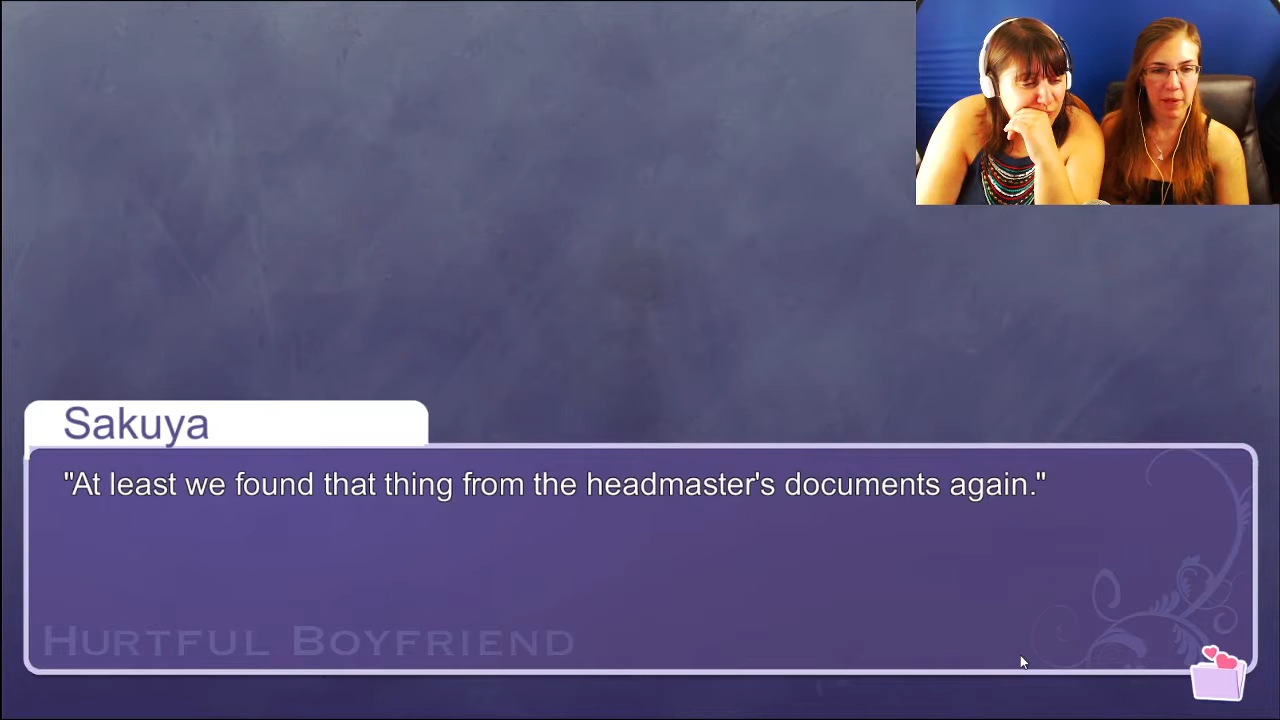 Sakuya
"At least we found that thing from the headmaster's documents again."
HURTFUL BOYFRIEND